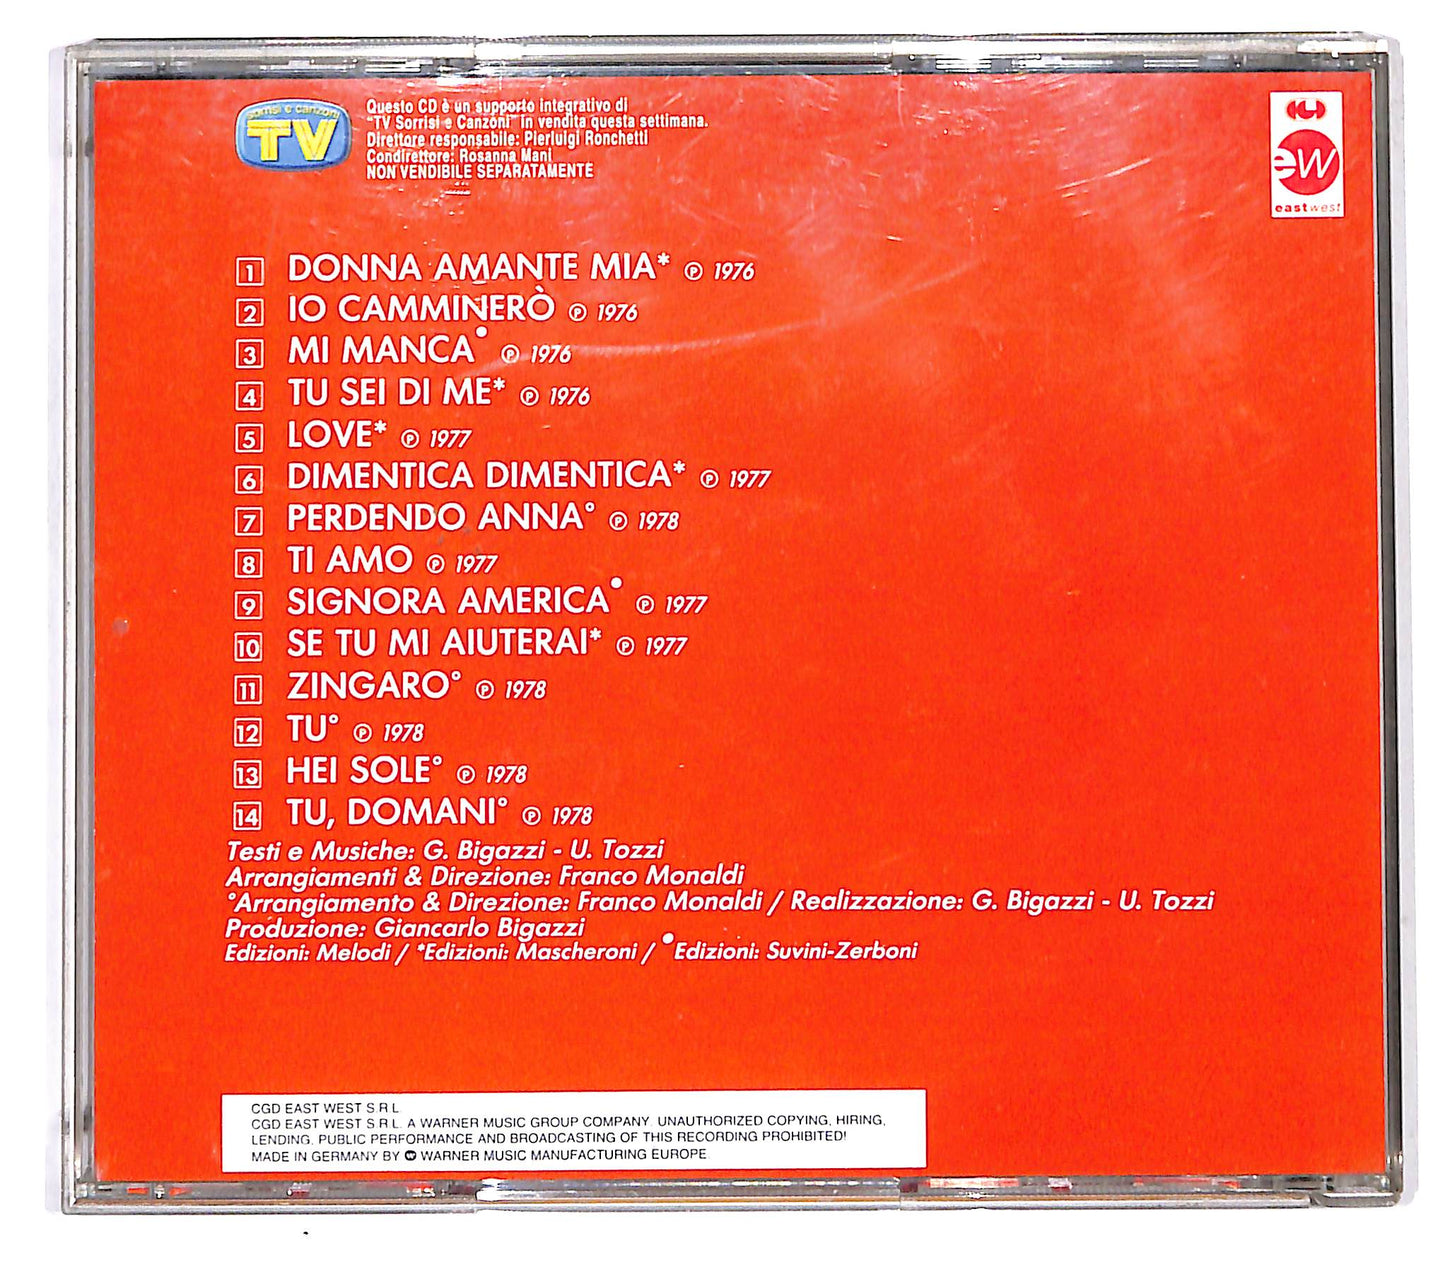 sorrisi e canzoni
TV
Questo CD è un supporto integrativo di
"TV Sorrisi e Canzoni" in vendita questa settimana.
Direttore responsabile: Pierluigi Ronchetti
Condirettore: Rosanna Mani
NON VENDIBILE SEPARATAMENTE
ew
eastwest
1 DONNA AMANTE MIA* ℗ 1976
2 IO CAMMINERÒ ℗ 1976
3 MI MANCA● ℗ 1976
4 TU SEI DI ME* ℗ 1976
5 LOVE* ℗ 1977
6 DIMENTICA DIMENTICA* ℗ 1977
7 PERDENDO ANNA° ℗ 1978
8 TI AMO ℗ 1977
9 SIGNORA AMERICA● ℗ 1977
10 SE TU MI AIUTERAI* ℗ 1977
11 ZINGARO° ℗ 1978
12 TU° ℗ 1978
13 HEI SOLE° ℗ 1978
14 TU, DOMANI° ℗ 1978
Testi e Musiche: G. Bigazzi - U. Tozzi
Arrangiamenti & Direzione: Franco Monaldi
°Arrangiamento & Direzione: Franco Monaldi / Realizzazione: G. Bigazzi - U. Tozzi
Produzione: Giancarlo Bigazzi
Edizioni: Melodi / *Edizioni: Mascheroni / ●Edizioni: Suvini-Zerboni
CGD EAST WEST S.R.L.
CGD EAST WEST S.R.L. A WARNER MUSIC GROUP COMPANY. UNAUTHORIZED COPYING, HIRING,
LENDING, PUBLIC PERFORMANCE AND BROADCASTING OF THIS RECORDING PROHIBITED!
MADE IN GERMANY BY WARNER MUSIC MANUFACTURING EUROPE